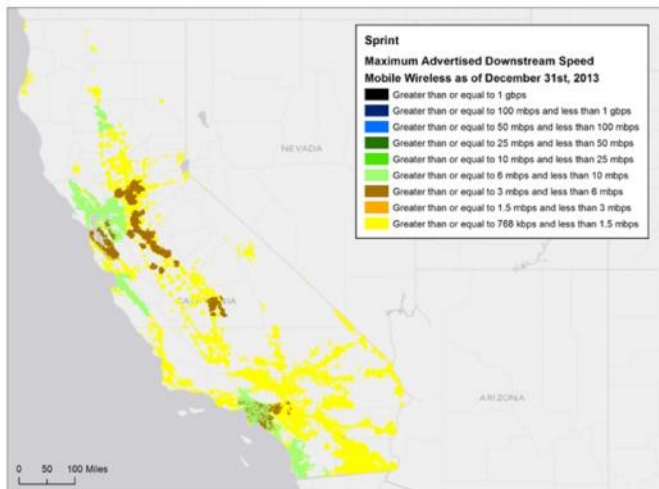 Sprint
Maximum Advertised Downstream Speed
Mobile Wireless as of December 31st, 2013
Greater than or equal to 1 gbps
Greater than or equal to 100 mbps and less than 1 gbps
Greater than or equal to 50 mbps and less than 100 mbps
Greater than or equal to 25 mbps and less than 50 mbps
Greater than or equal to 10 mbps and less than 25 mbps
Greater than or equal to 6 mbps and less than 10 mbps
Greater than or equal to 3 mbps and less than 6 mbps
Greater than or equal to 1.5 mbps and less than 3 mbps
Greater than or equal to 768 kbps and less than 1.5 mbps
NEVADA
CALIFORNIA
ARIZONA
0 50 100 Miles